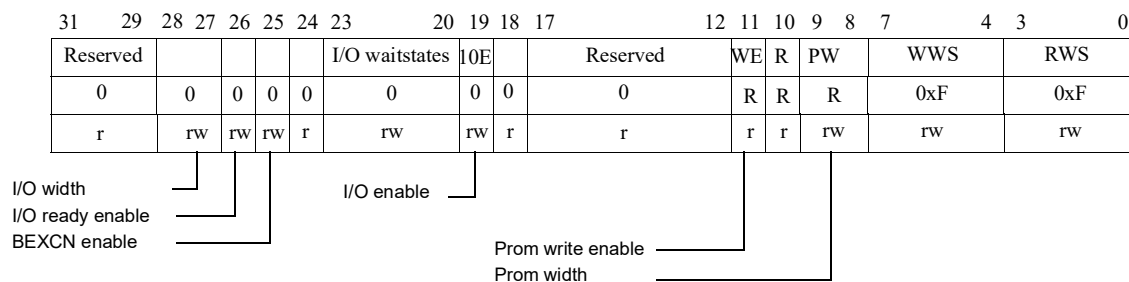 31 29 28 27 26 25 24 23 20 19 18 17 12 11 10 9 8 7 4 3 0
Reserved I/O waitstates 10E Reserved WE R PW WWS RWS
0 0 0 0 0 0 0 0 0 R R R 0xF 0xF
r rw rw rw r rw rw r r r r rw rw rw
I/O width I/O enable
I/O ready enable
BEXCN enable
Prom write enable
Prom width